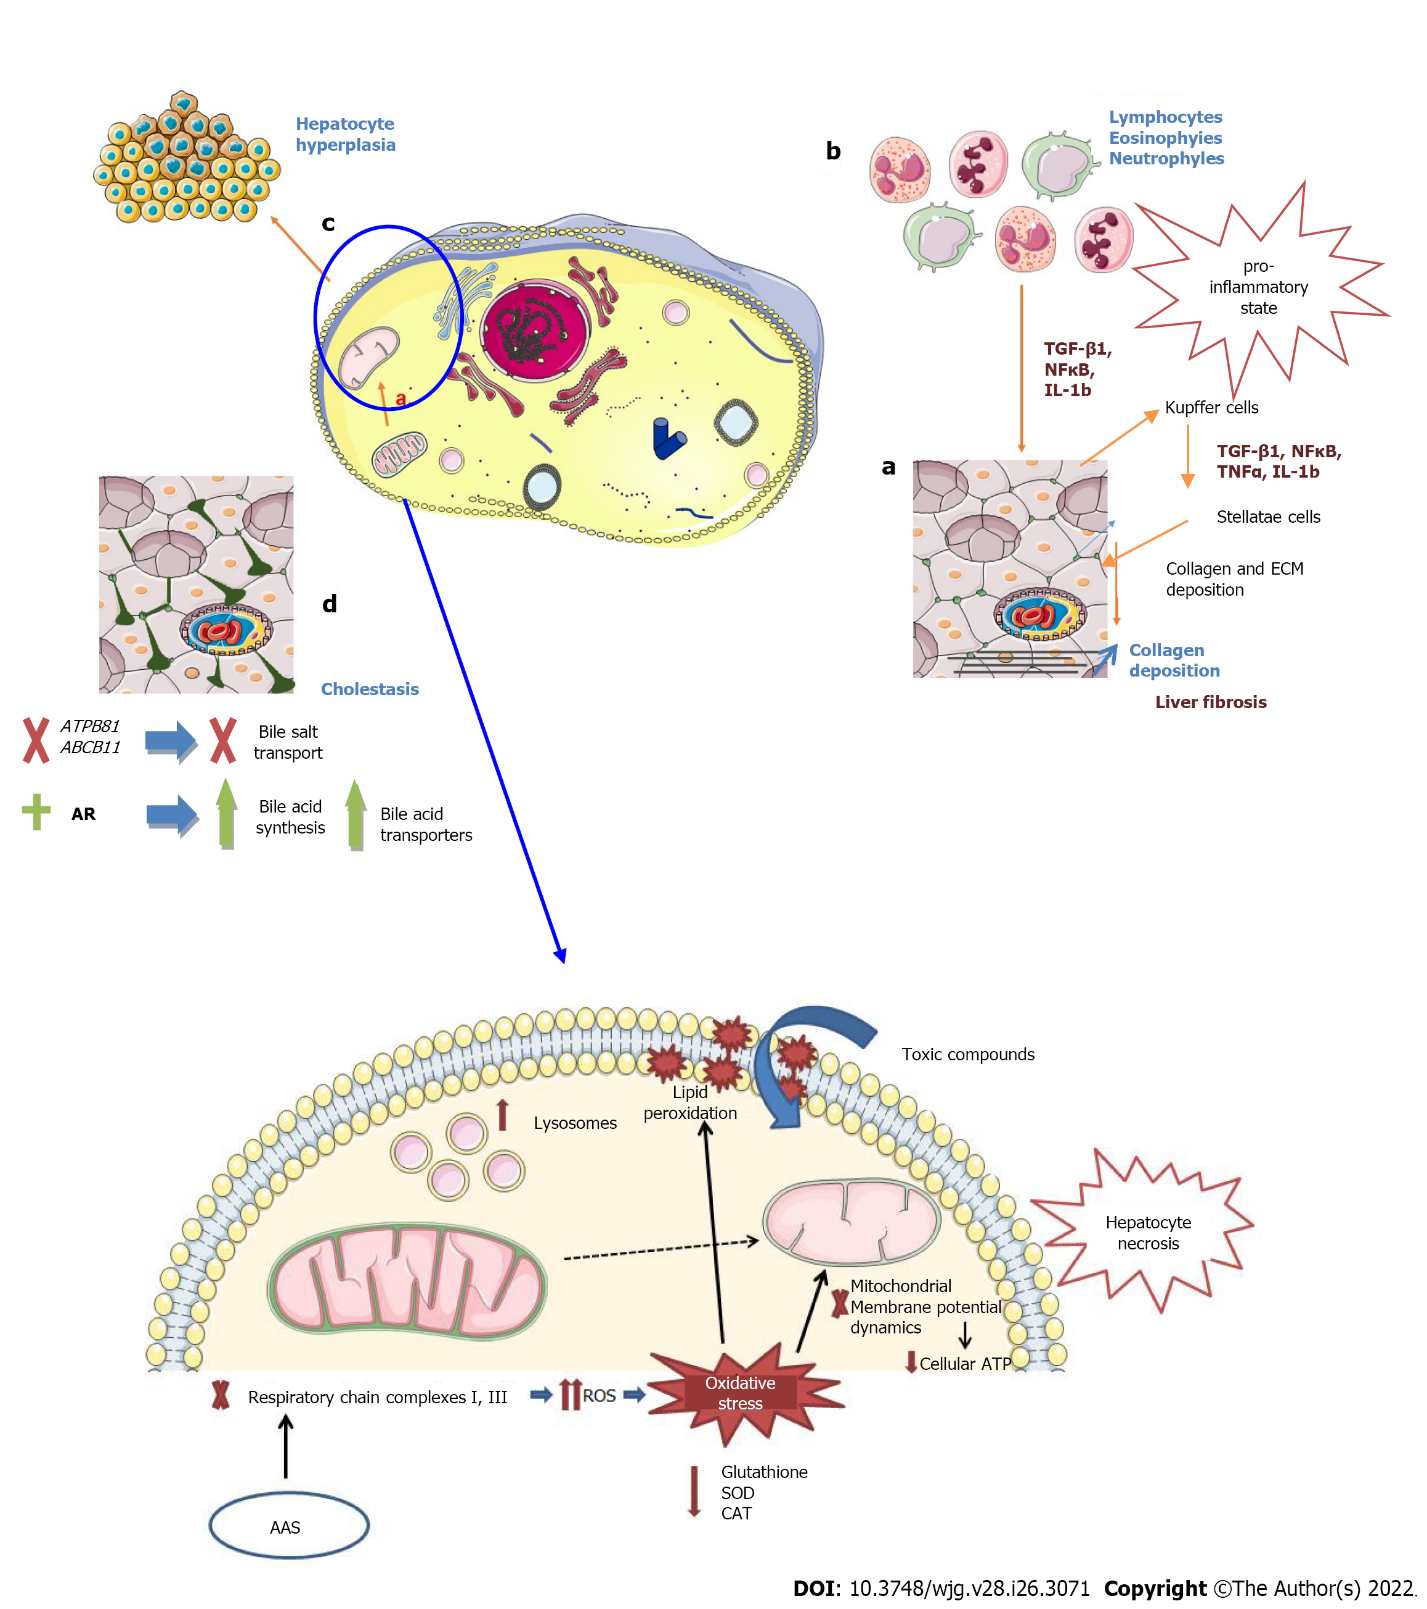 Hepatocyte
hyperplasia
c
b
Lymphocytes
Eosinophyies
Neutrophyles
pro-
inflammatory
state
TGF-β1,
NFκB,
IL-1b
Kupffer cells
TGF-β1, NFκB,
TNFα, IL-1b
a
Stellatae cells
Collagen and ECM
deposition
Collagen
deposition
Liver fibrosis
a.
d
Cholestasis
ATPB81
ABCB11
Bile salt
transport
AR
Bile acid
synthesis
Bile acid
transporters
Toxic compounds
Lipid
peroxidation
Lysosomes
Hepatocyte
necrosis
Mitochondrial
Membrane potential
dynamics
Cellular ATP
Respiratory chain complexes I, III
ROS
Oxidative
stress
Glutathione
SOD
CAT
AAS
DOI: 10.3748/wjg.v28.i26.3071 Copyright ©The Author(s) 2022.